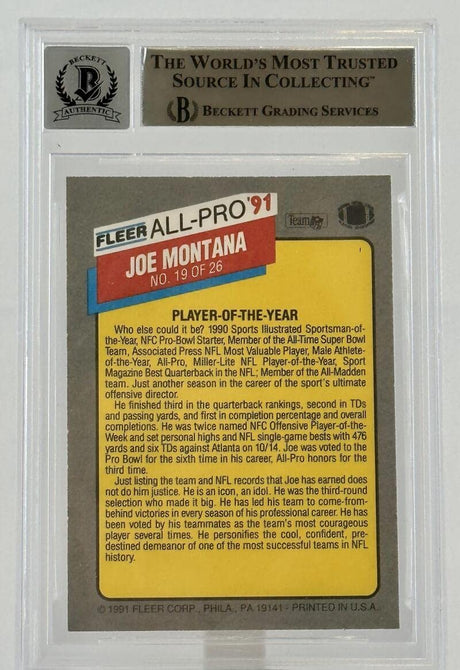 BECKETT
B
AUTHENTIC
THE WORLD'S MOST TRUSTED
SOURCE IN COLLECTING™
B BECKETT GRADING SERVICES
FLEER ALL-PRO '91
JOE MONTANA
NO. 19 OF 26
Team NFL
PLAYER-OF-THE-YEAR
Who else could it be? 1990 Sports Illustrated Sportsman-of-
the-Year, NFC Pro-Bowl Starter, Member of the All-Time Super Bowl
Team, Associated Press NFL Most Valuable Player, Male Athlete-
of-the-Year, All-Pro, Miller-Lite NFL Player-of-the-Year, Sport
Magazine Best Quarterback in the NFL; Member of the All-Madden
team. Just another season in the career of the sport's ultimate
offensive director.
He finished third in the quarterback rankings, second in TDs
and passing yards, and first in completion percentage and overall
completions. He was twice named NFC Offensive Player-of-the-
Week and set personal highs and NFL single-game bests with 476
yards and six TDs against Atlanta on 10/14. Joe was voted to the
Pro Bowl for the sixth time in his career, All-Pro honors for the
third time.
Just listing the team and NFL records that Joe has earned does
not do him justice. He is an icon, an idol. He was the third-round
selection who made it big. He has led his team to come-from-
behind victories in every season of his professional career. He has
been voted by his teammates as the team's most courageous
player several times. He personifies the cool, confident, pre-
destined demeanor of one of the most successful teams in NFL
history.
© 1991 FLEER CORP., PHILA., PA 19141 - PRINTED IN U.S.A.